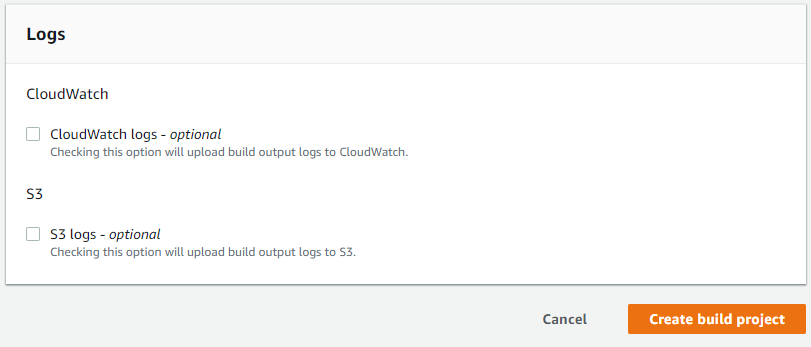 Logs
CloudWatch
CloudWatch logs - optional
Checking this option will upload build output logs to CloudWatch.
S3
S3 logs - optional
Checking this option will upload build output logs to S3.
Cancel Create build project